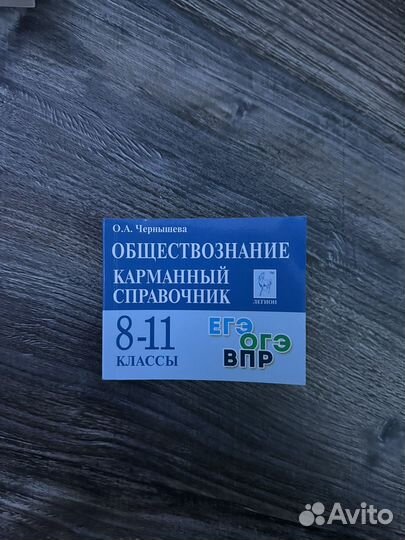 О.А. Чернышева
ОБЩЕСТВОЗНАНИЕ
КАРМАННЫЙ
СПРАВОЧНИК
ЛЕГИОН
8-11
КЛАССЫ
ЕГЭ
ОГЭ
ВПР
Avito